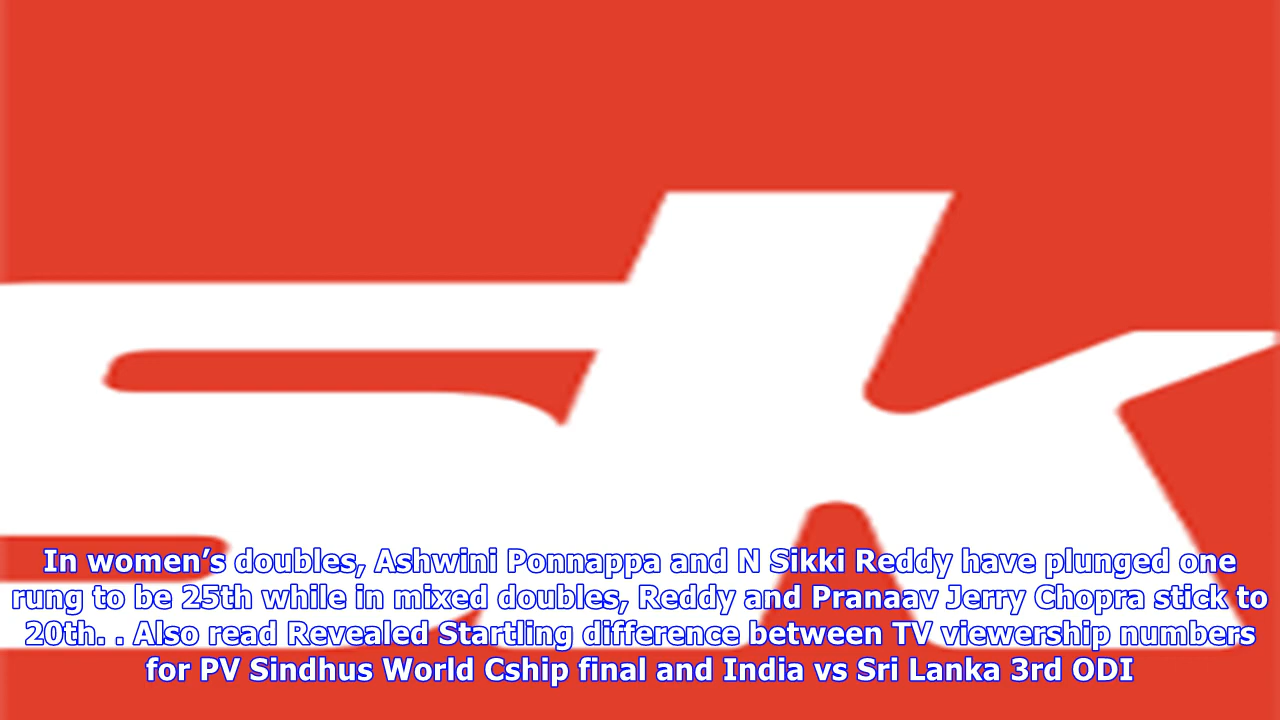 sk
In women’s doubles, Ashwini Ponnappa and N Sikki Reddy have plunged one
rung to be 25th while in mixed doubles, Reddy and Pranaav Jerry Chopra stick to
20th. . Also read Revealed Startling difference between TV viewership numbers
for PV Sindhus World Cship final and India vs Sri Lanka 3rd ODI